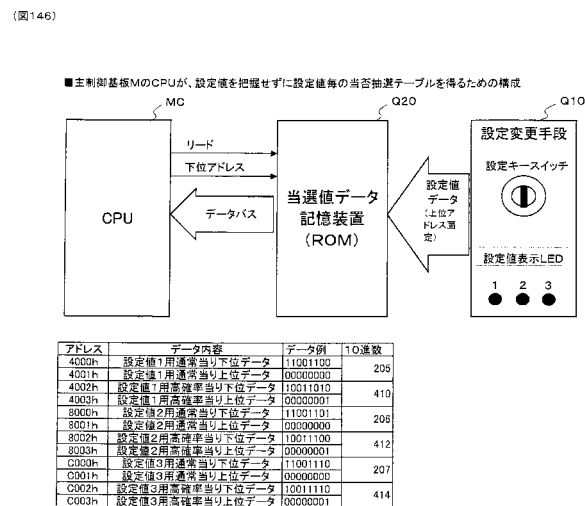 (図146)
■主制御基板MのCPUが、設定値を把握せずに設定値毎の当否抽選テーブルを得るための構成
MC
Q20
Q10
CPU
リード
下位アドレス
データバス
当選値データ
記憶装置
(ROM)
設定値
データ
(上位ア
ドレス固
定)
設定変更手段
設定キースイッチ
設定値表示LED
1 2 3
アドレス データ内容 データ例 10進数
4000h 設定値1用通常当り下位データ 11001100 205
4001h 設定値1用通常当り上位データ 00000000
4002h 設定値1用高確率当り下位データ 10011010 410
4003h 設定値1用高確率当り上位データ 00000001
8000h 設定値2用通常当り下位データ 11001101 206
8001h 設定値2用通常当り上位データ 00000000
8002h 設定値2用高確率当り下位データ 10011100 412
8003h 設定値2用高確率当り上位データ 00000001
C000h 設定値3用通常当り下位データ 11001110 207
C001h 設定値3用通常当り上位データ 00000000
C002h 設定値3用高確率当り下位データ 10011110 414
C003h 設定値3用高確率当り上位データ 00000001